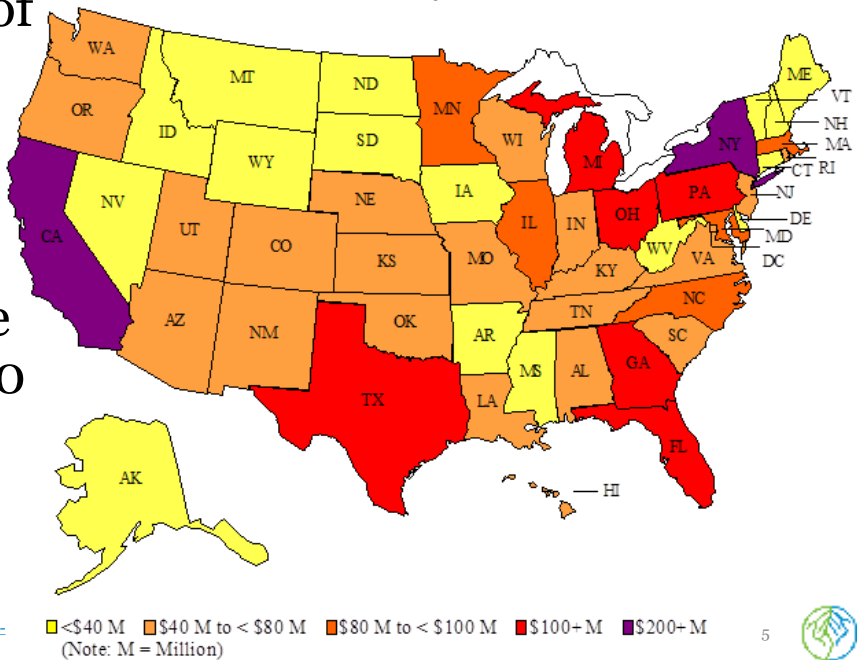 of
e
o
WA
MT
ND
MN
ME
VT
OR
ID
SD
WI
NH
NY
MA
WY
MI
CT RI
NV
NE
IA
PA
NJ
UT
CO
IL
IN
OH
DE
CA
KS
MO
WV
VA
MD
KY
DC
AZ
NM
OK
TN
NC
AR
SC
MS
AL
GA
TX
LA
FL
AK
HI
<$40 M $40 M to < $80 M $80 M to < $100 M $100+ M $200+ M
(Note: M = Million)
5